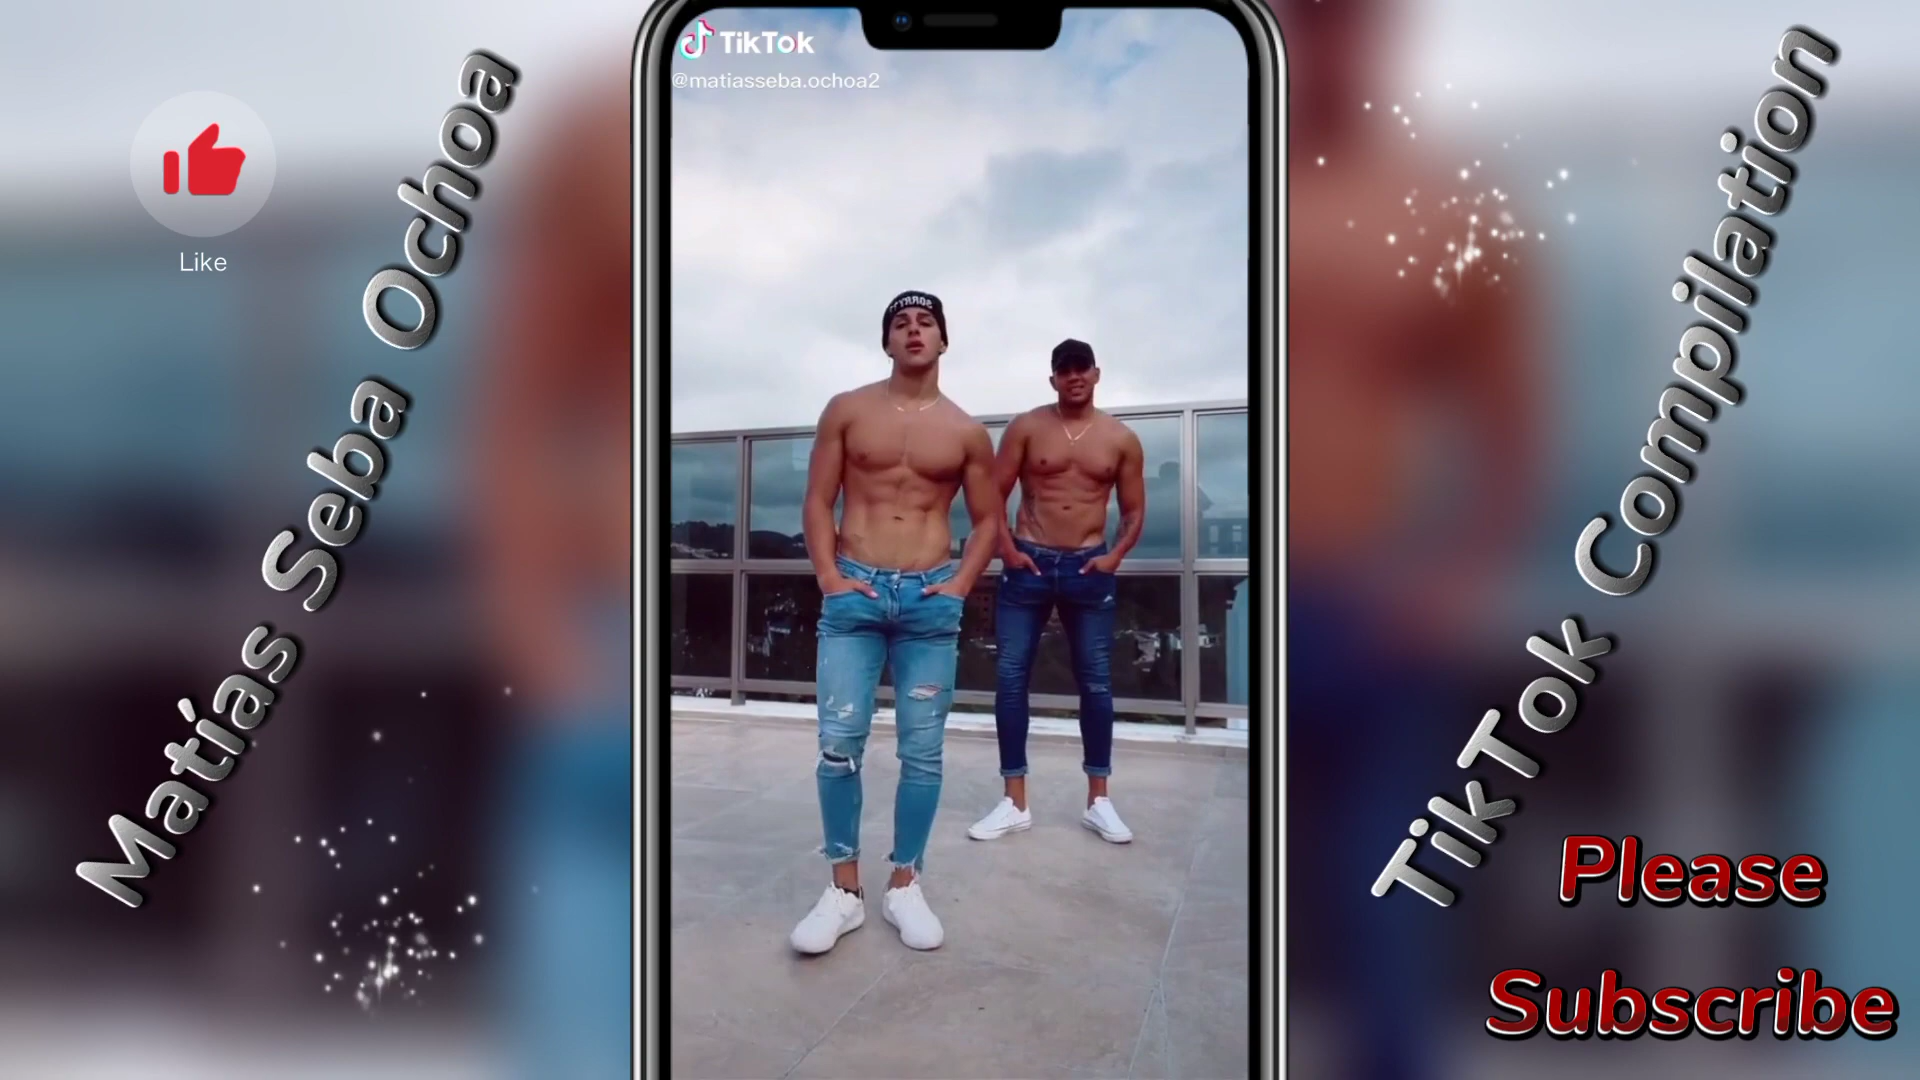 TikTok
@matiasseba.ochoa2
Like
Matías Seba Ochoa
TikTok Compilation
Please
Subscribe